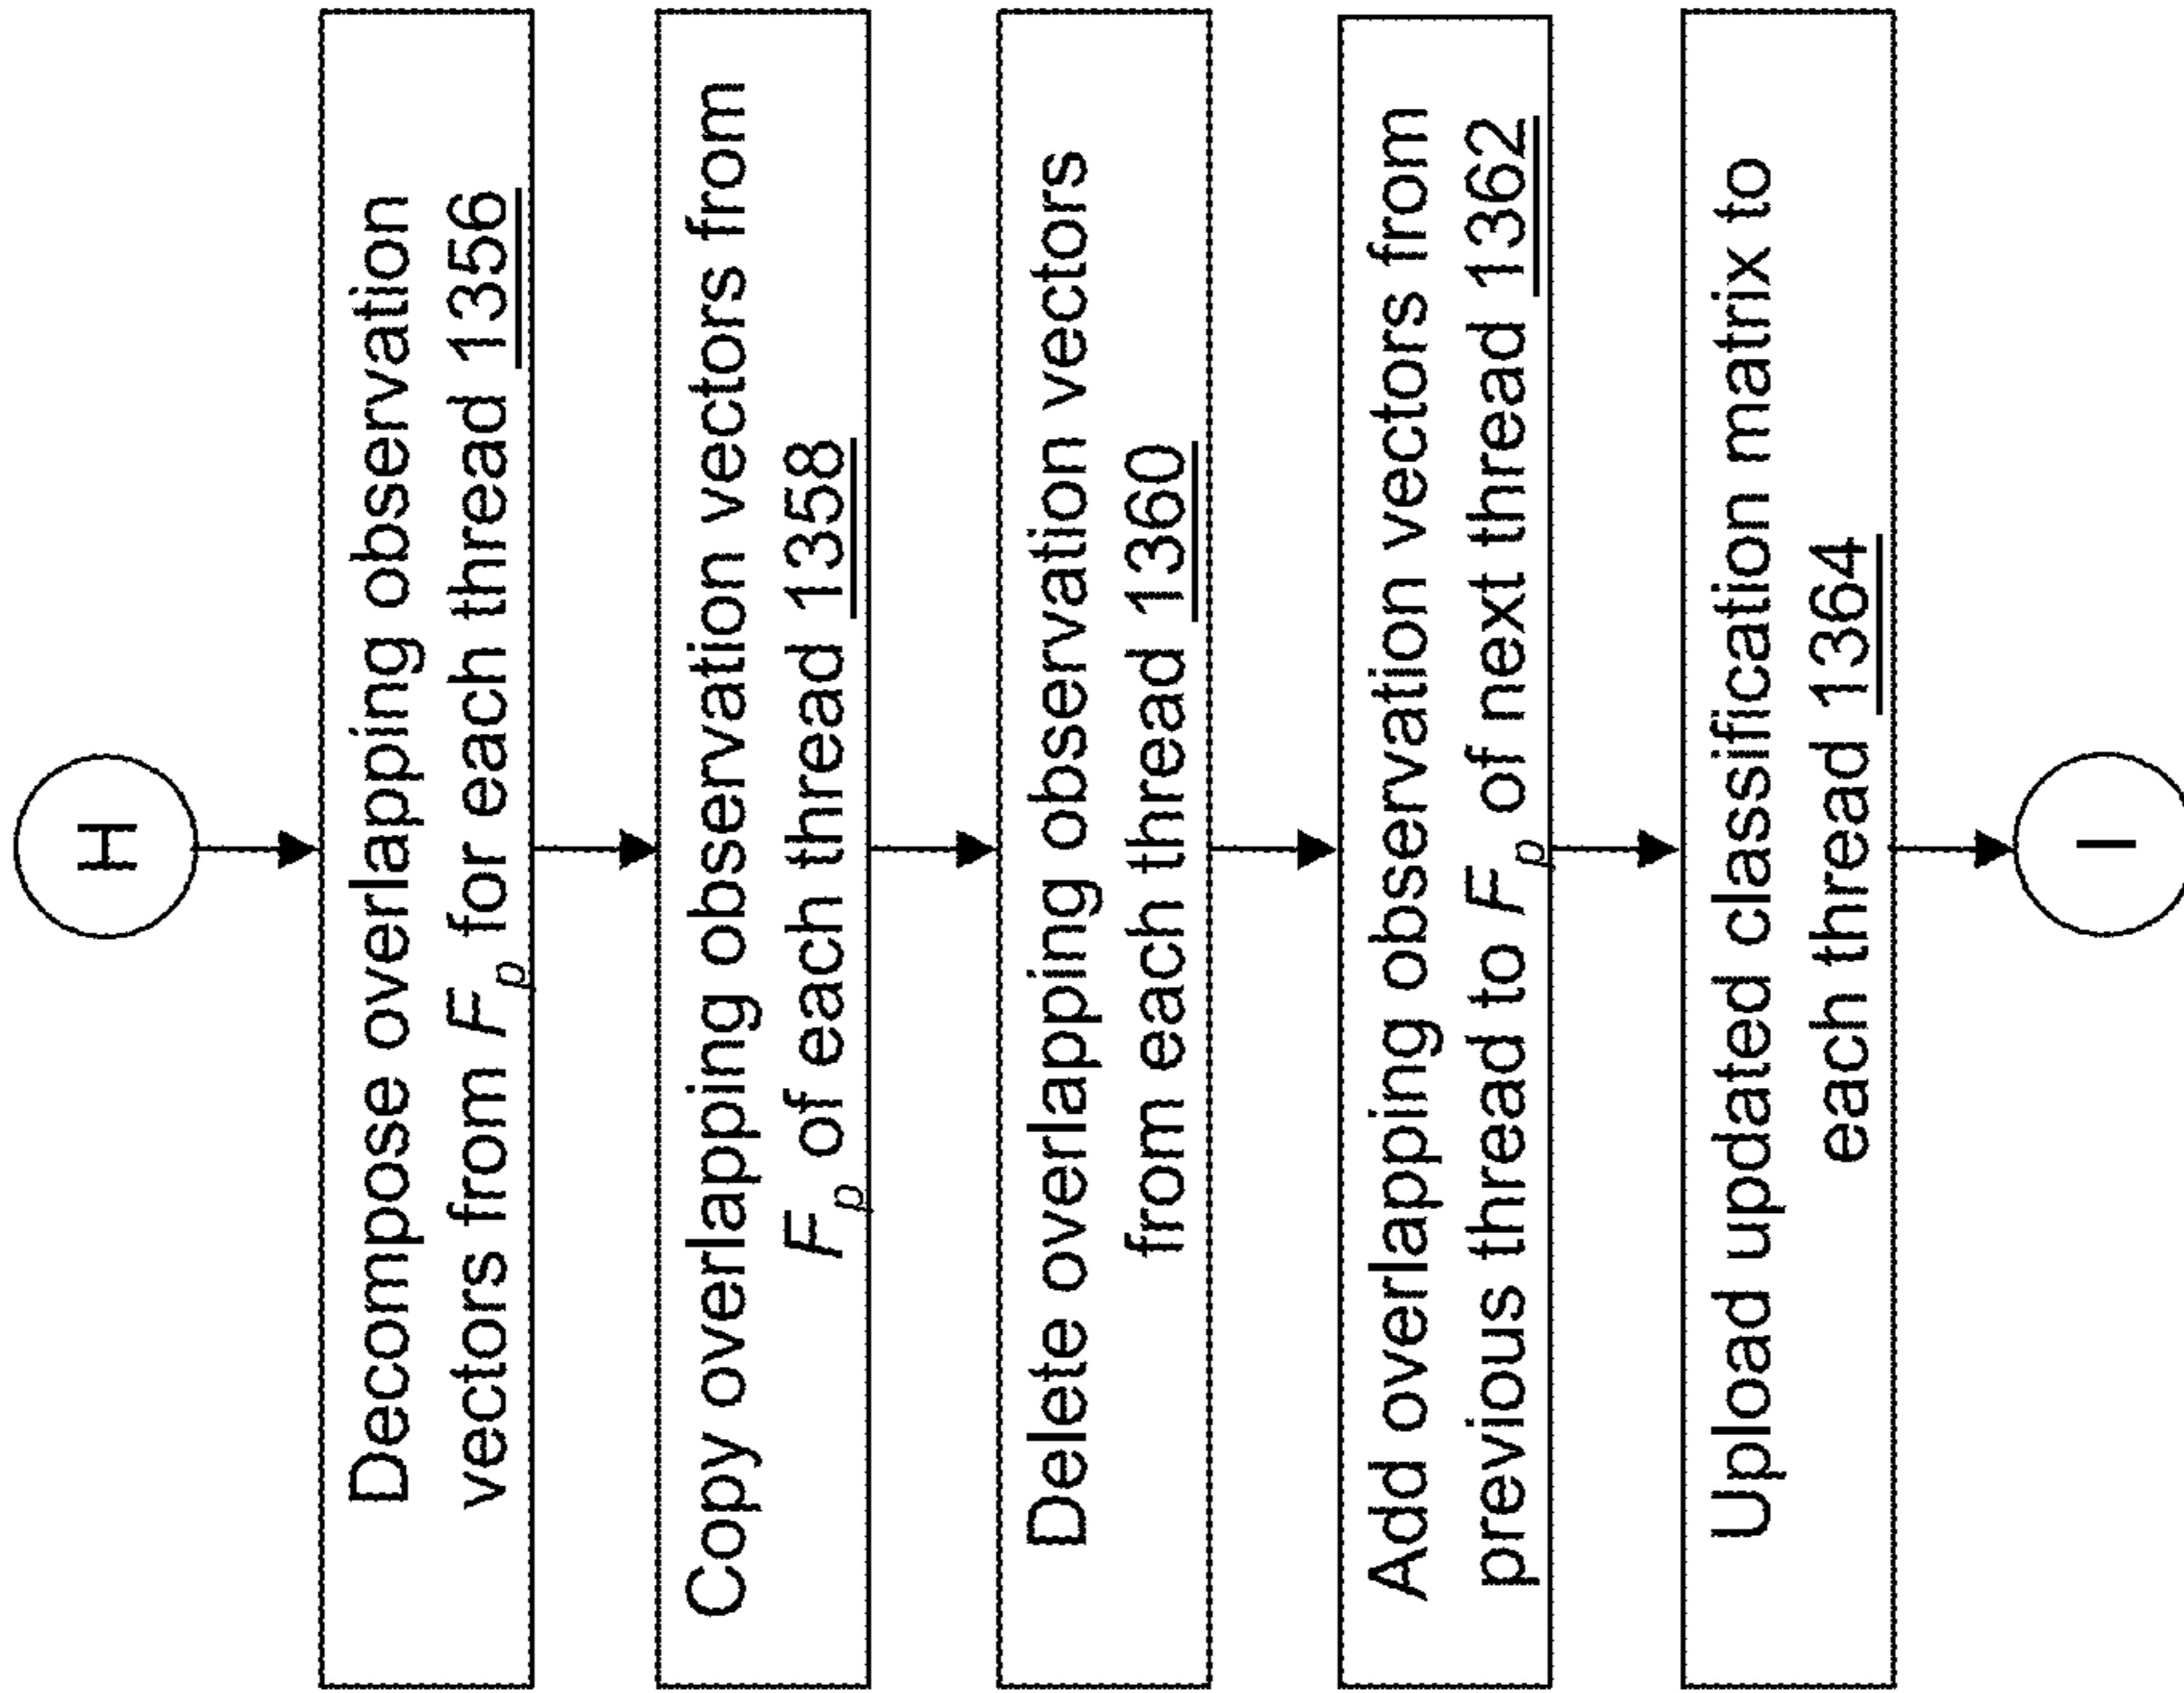 H
Decompose overlapping observation
vectors from Fp for each thread 1356
Copy overlapping observation vectors from
Fp of each thread 1358
Delete overlapping observation vectors
from each thread 1360
Add overlapping observation vectors from
previous thread to Fp of next thread 1362
Upload updated classification matrix to
each thread 1364
I